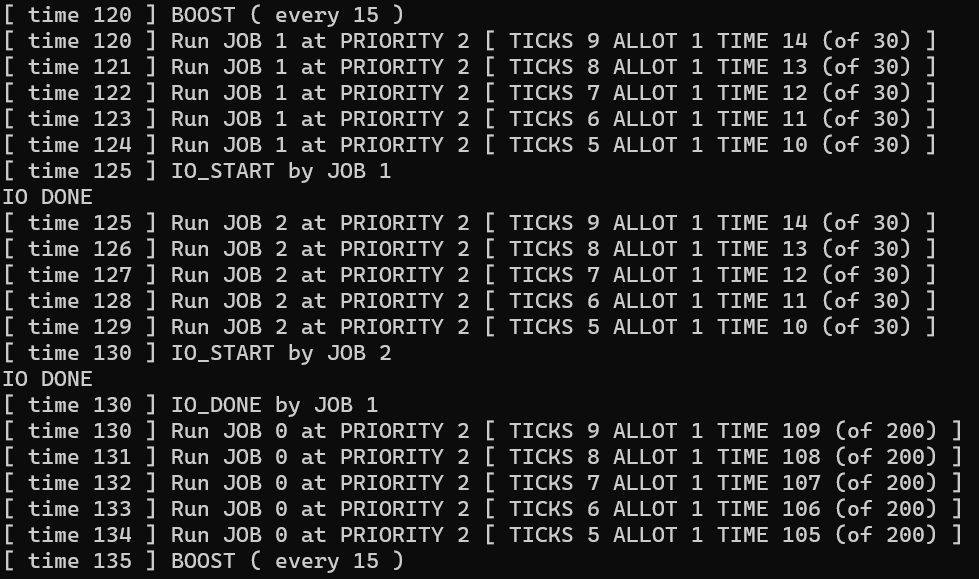 [ time 120 ] BOOST ( every 15 )
[ time 120 ] Run JOB 1 at PRIORITY 2 [ TICKS 9 ALLOT 1 TIME 14 (of 30) ]
[ time 121 ] Run JOB 1 at PRIORITY 2 [ TICKS 8 ALLOT 1 TIME 13 (of 30) ]
[ time 122 ] Run JOB 1 at PRIORITY 2 [ TICKS 7 ALLOT 1 TIME 12 (of 30) ]
[ time 123 ] Run JOB 1 at PRIORITY 2 [ TICKS 6 ALLOT 1 TIME 11 (of 30) ]
[ time 124 ] Run JOB 1 at PRIORITY 2 [ TICKS 5 ALLOT 1 TIME 10 (of 30) ]
[ time 125 ] IO_START by JOB 1
IO DONE
[ time 125 ] Run JOB 2 at PRIORITY 2 [ TICKS 9 ALLOT 1 TIME 14 (of 30) ]
[ time 126 ] Run JOB 2 at PRIORITY 2 [ TICKS 8 ALLOT 1 TIME 13 (of 30) ]
[ time 127 ] Run JOB 2 at PRIORITY 2 [ TICKS 7 ALLOT 1 TIME 12 (of 30) ]
[ time 128 ] Run JOB 2 at PRIORITY 2 [ TICKS 6 ALLOT 1 TIME 11 (of 30) ]
[ time 129 ] Run JOB 2 at PRIORITY 2 [ TICKS 5 ALLOT 1 TIME 10 (of 30) ]
[ time 130 ] IO_START by JOB 2
IO DONE
[ time 130 ] IO_DONE by JOB 1
[ time 130 ] Run JOB 0 at PRIORITY 2 [ TICKS 9 ALLOT 1 TIME 109 (of 200) ]
[ time 131 ] Run JOB 0 at PRIORITY 2 [ TICKS 8 ALLOT 1 TIME 108 (of 200) ]
[ time 132 ] Run JOB 0 at PRIORITY 2 [ TICKS 7 ALLOT 1 TIME 107 (of 200) ]
[ time 133 ] Run JOB 0 at PRIORITY 2 [ TICKS 6 ALLOT 1 TIME 106 (of 200) ]
[ time 134 ] Run JOB 0 at PRIORITY 2 [ TICKS 5 ALLOT 1 TIME 105 (of 200) ]
[ time 135 ] BOOST ( every 15 )